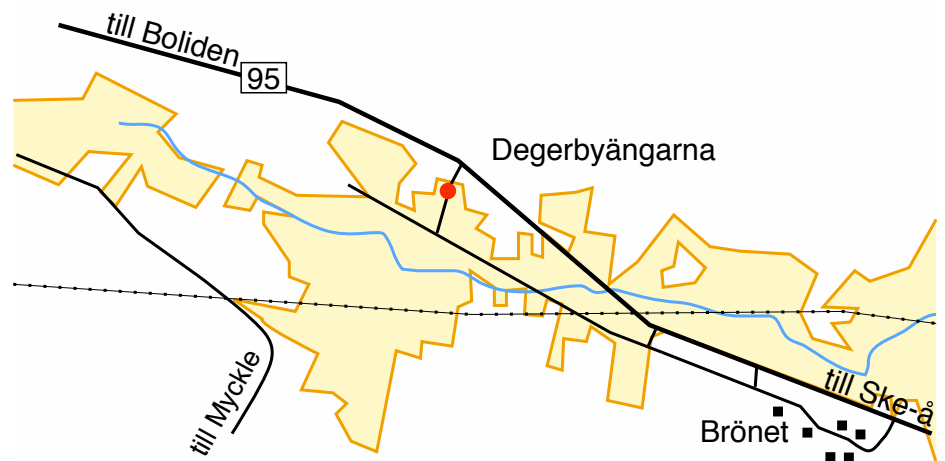 till Boliden
95
Degerbyängarna
till Myckle
till Ske-å
Brönet